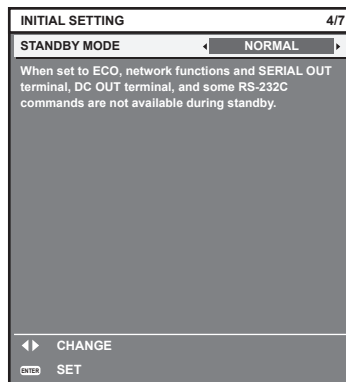 INITIAL SETTING 4/7
STANDBY MODE NORMAL
When set to ECO, network functions and SERIAL OUT
terminal, DC OUT terminal, and some RS-232C
commands are not available during standby.
CHANGE
ENTER SET